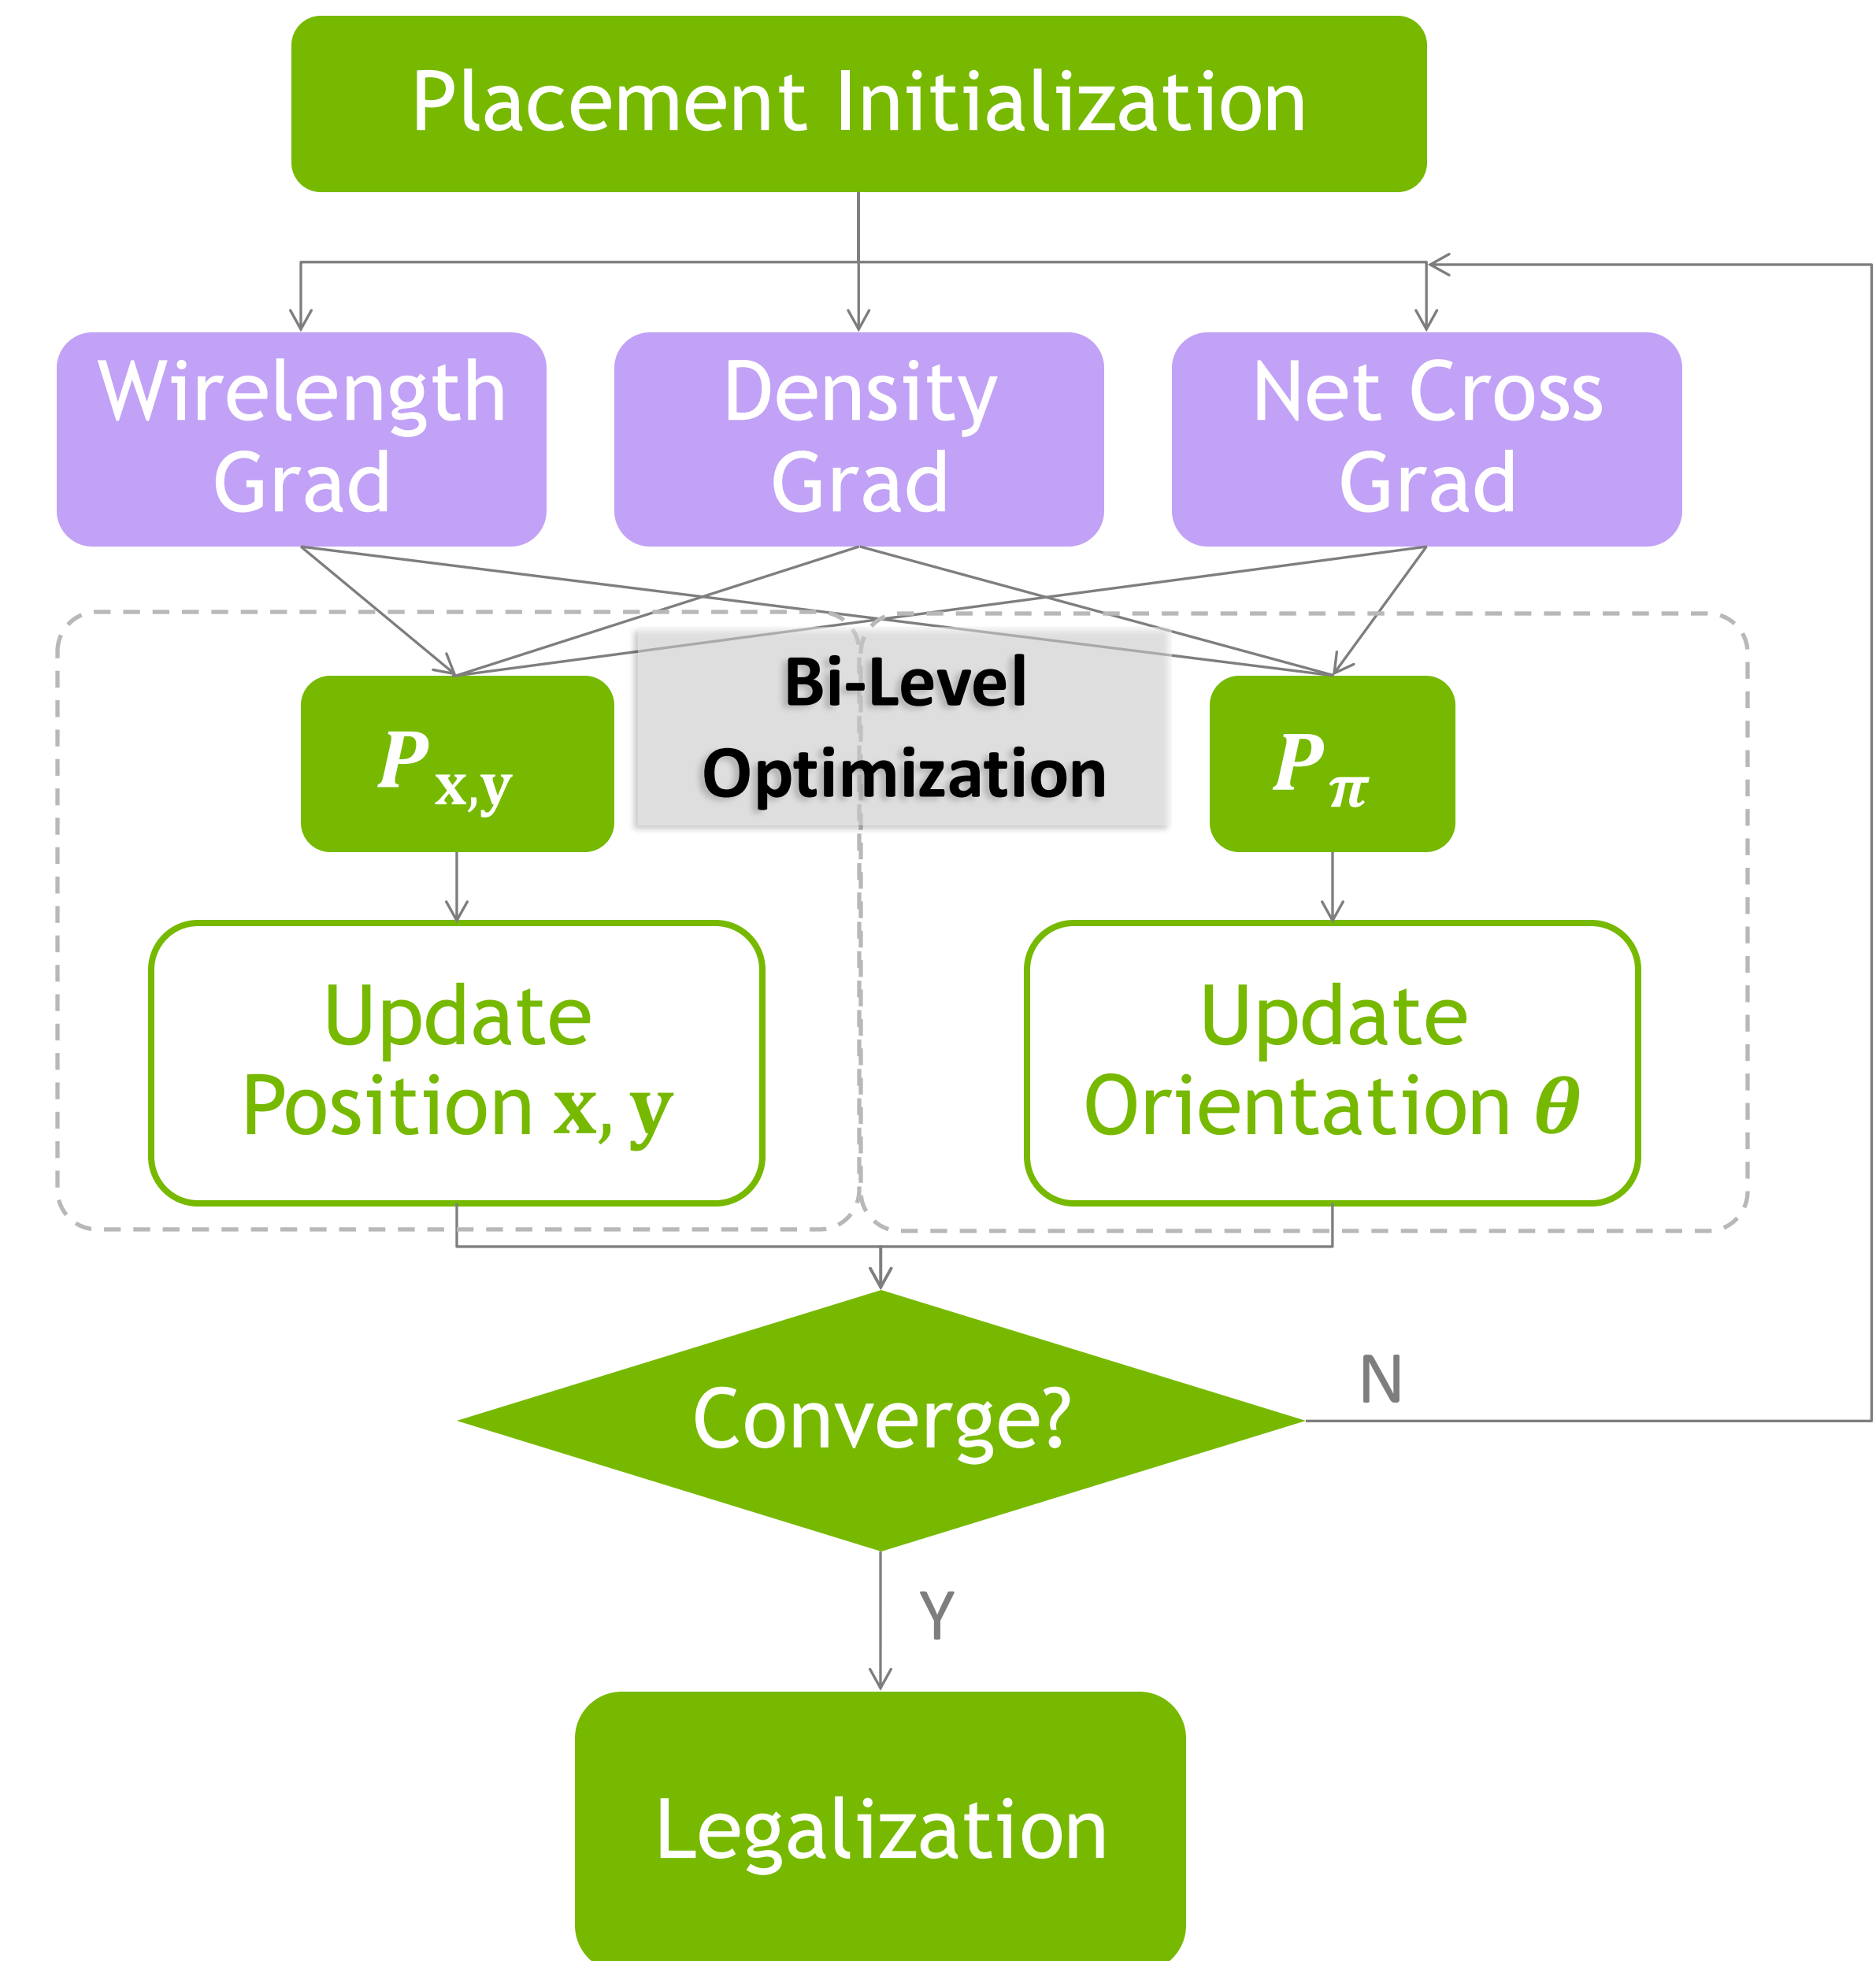 Placement Initialization
Wirelength
Grad
Density
Grad
Net Cross
Grad
Bi-Level
Optimization
P x,y
P π
Update
Position x, y
Update
Orientation θ
Converge?
N
Y
Legalization